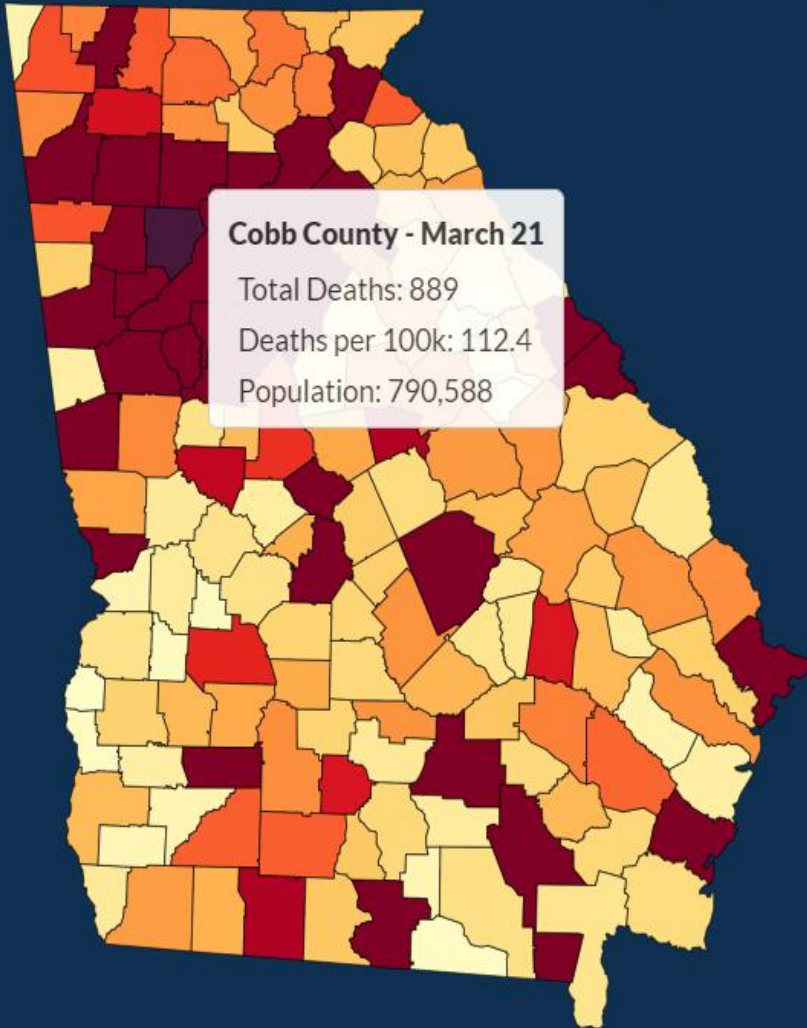 Cobb County - March 21
Total Deaths: 889
Deaths per 100k: 112.4
Population: 790,588